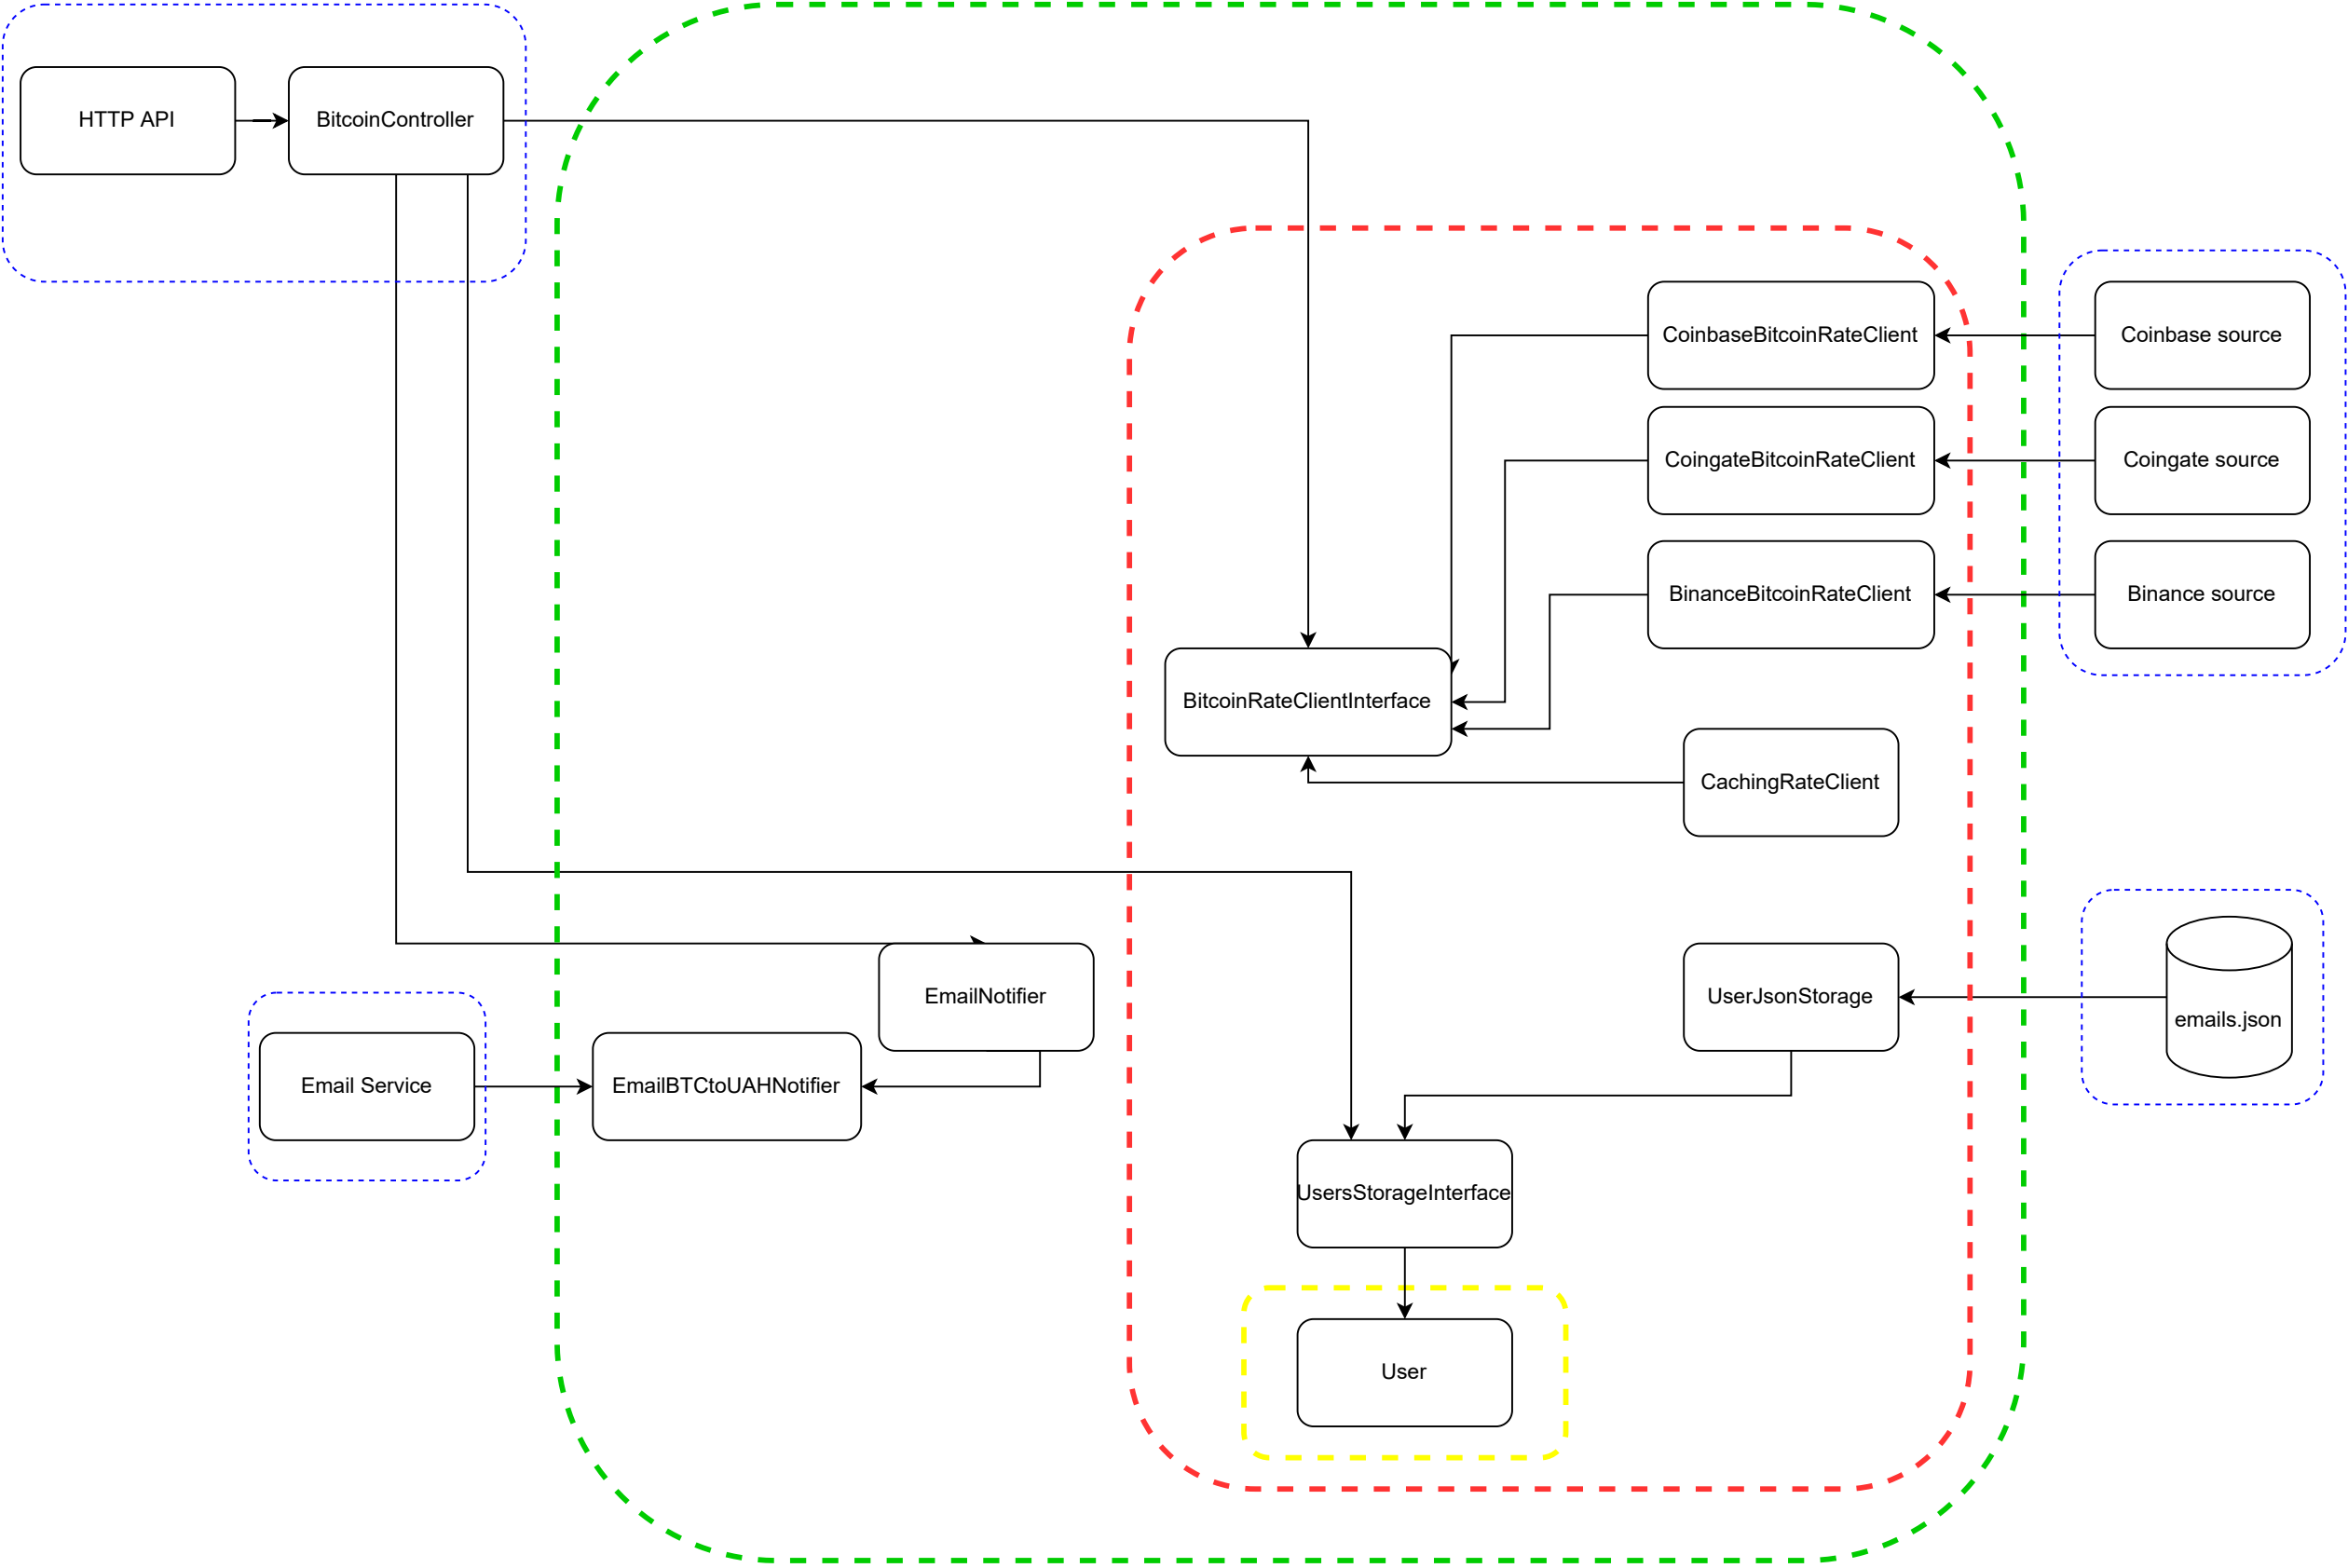 HTTP API
BitcoinController
CoinbaseBitcoinRateClient
Coinbase source
CoingateBitcoinRateClient
Coingate source
BinanceBitcoinRateClient
Binance source
BitcoinRateClientInterface
CachingRateClient
EmailNotifier
UserJsonStorage
emails.json
Email Service
EmailBTCtoUAHNotifier
UsersStorageInterface
User